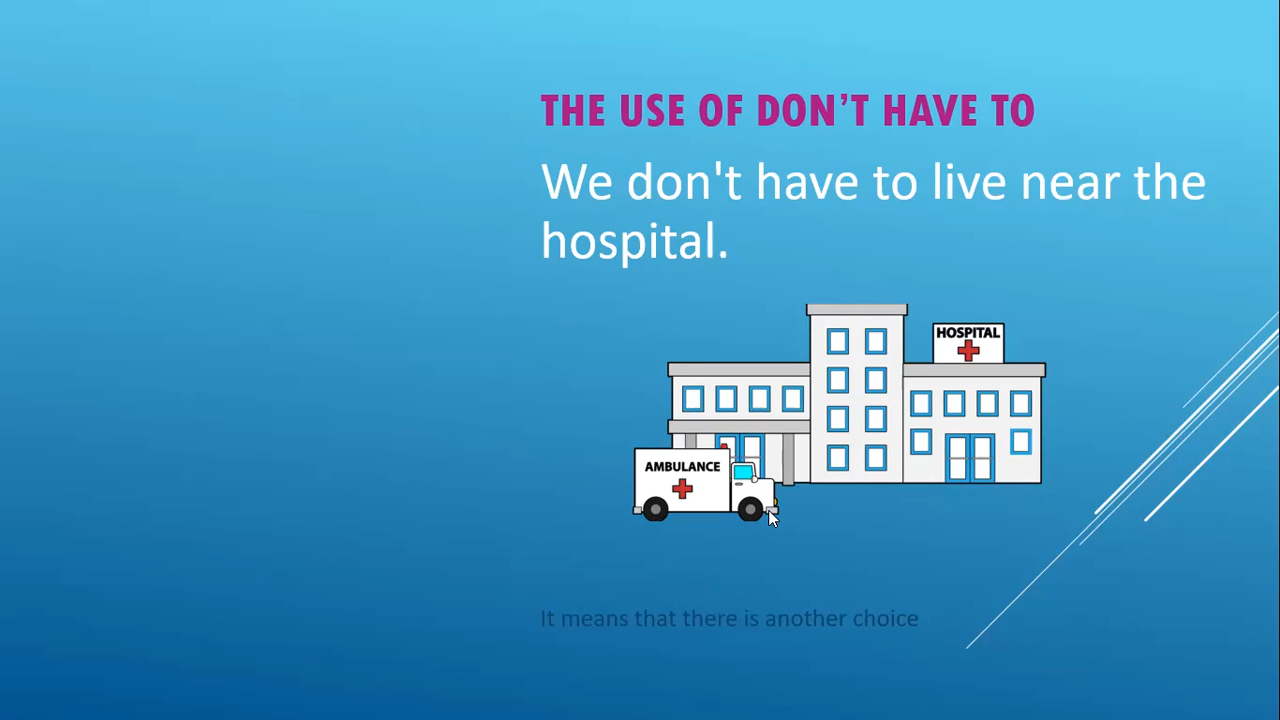 THE USE OF DON’T HAVE TO
We don't have to live near the
hospital.
HOSPITAL
AMBULANCE
It means that there is another choice